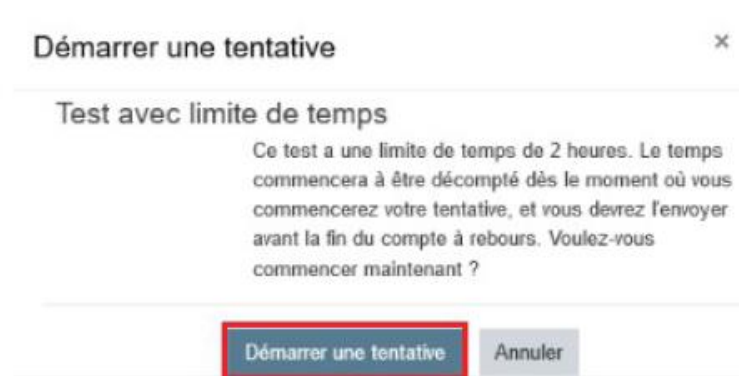 Démarrer une tentative ×
Test avec limite de temps
Ce test a une limite de temps de 2 heures. Le temps
commencera à être décompté dès le moment où vous
commencerez votre tentative, et vous devrez l'envoyer
avant la fin du compte à rebours. Voulez-vous
commencer maintenant ?
Démarrer une tentative Annuler